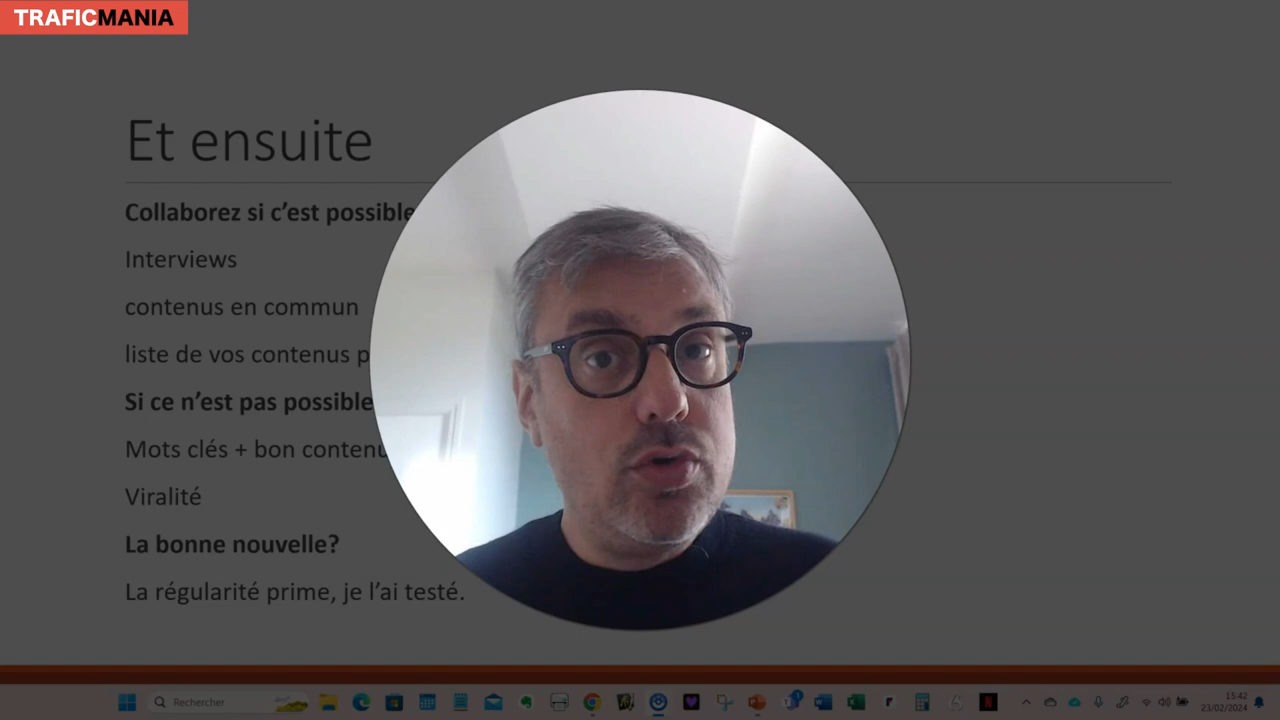 TRAFICMANIA
Et ensuite
Collaborez si c’est possible
Interviews
contenus en commun
liste de vos contenus
Si ce n’est pas possible
Mots clés + bon
Viralité
La bonne nouvelle?
La régularité prime, je l’ai testé.
Rechercher
15:42
23/02/2024